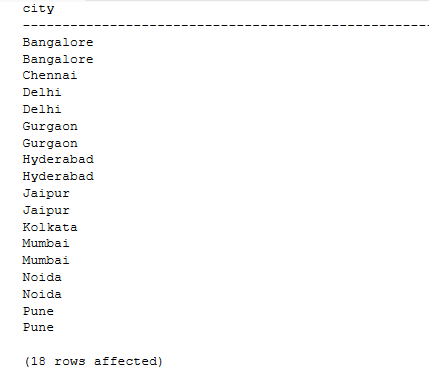 city
--------------------------------------------------
Bangalore
Bangalore
Chennai
Delhi
Delhi
Gurgaon
Gurgaon
Hyderabad
Hyderabad
Jaipur
Jaipur
Kolkata
Mumbai
Mumbai
Noida
Noida
Pune
Pune
(18 rows affected)